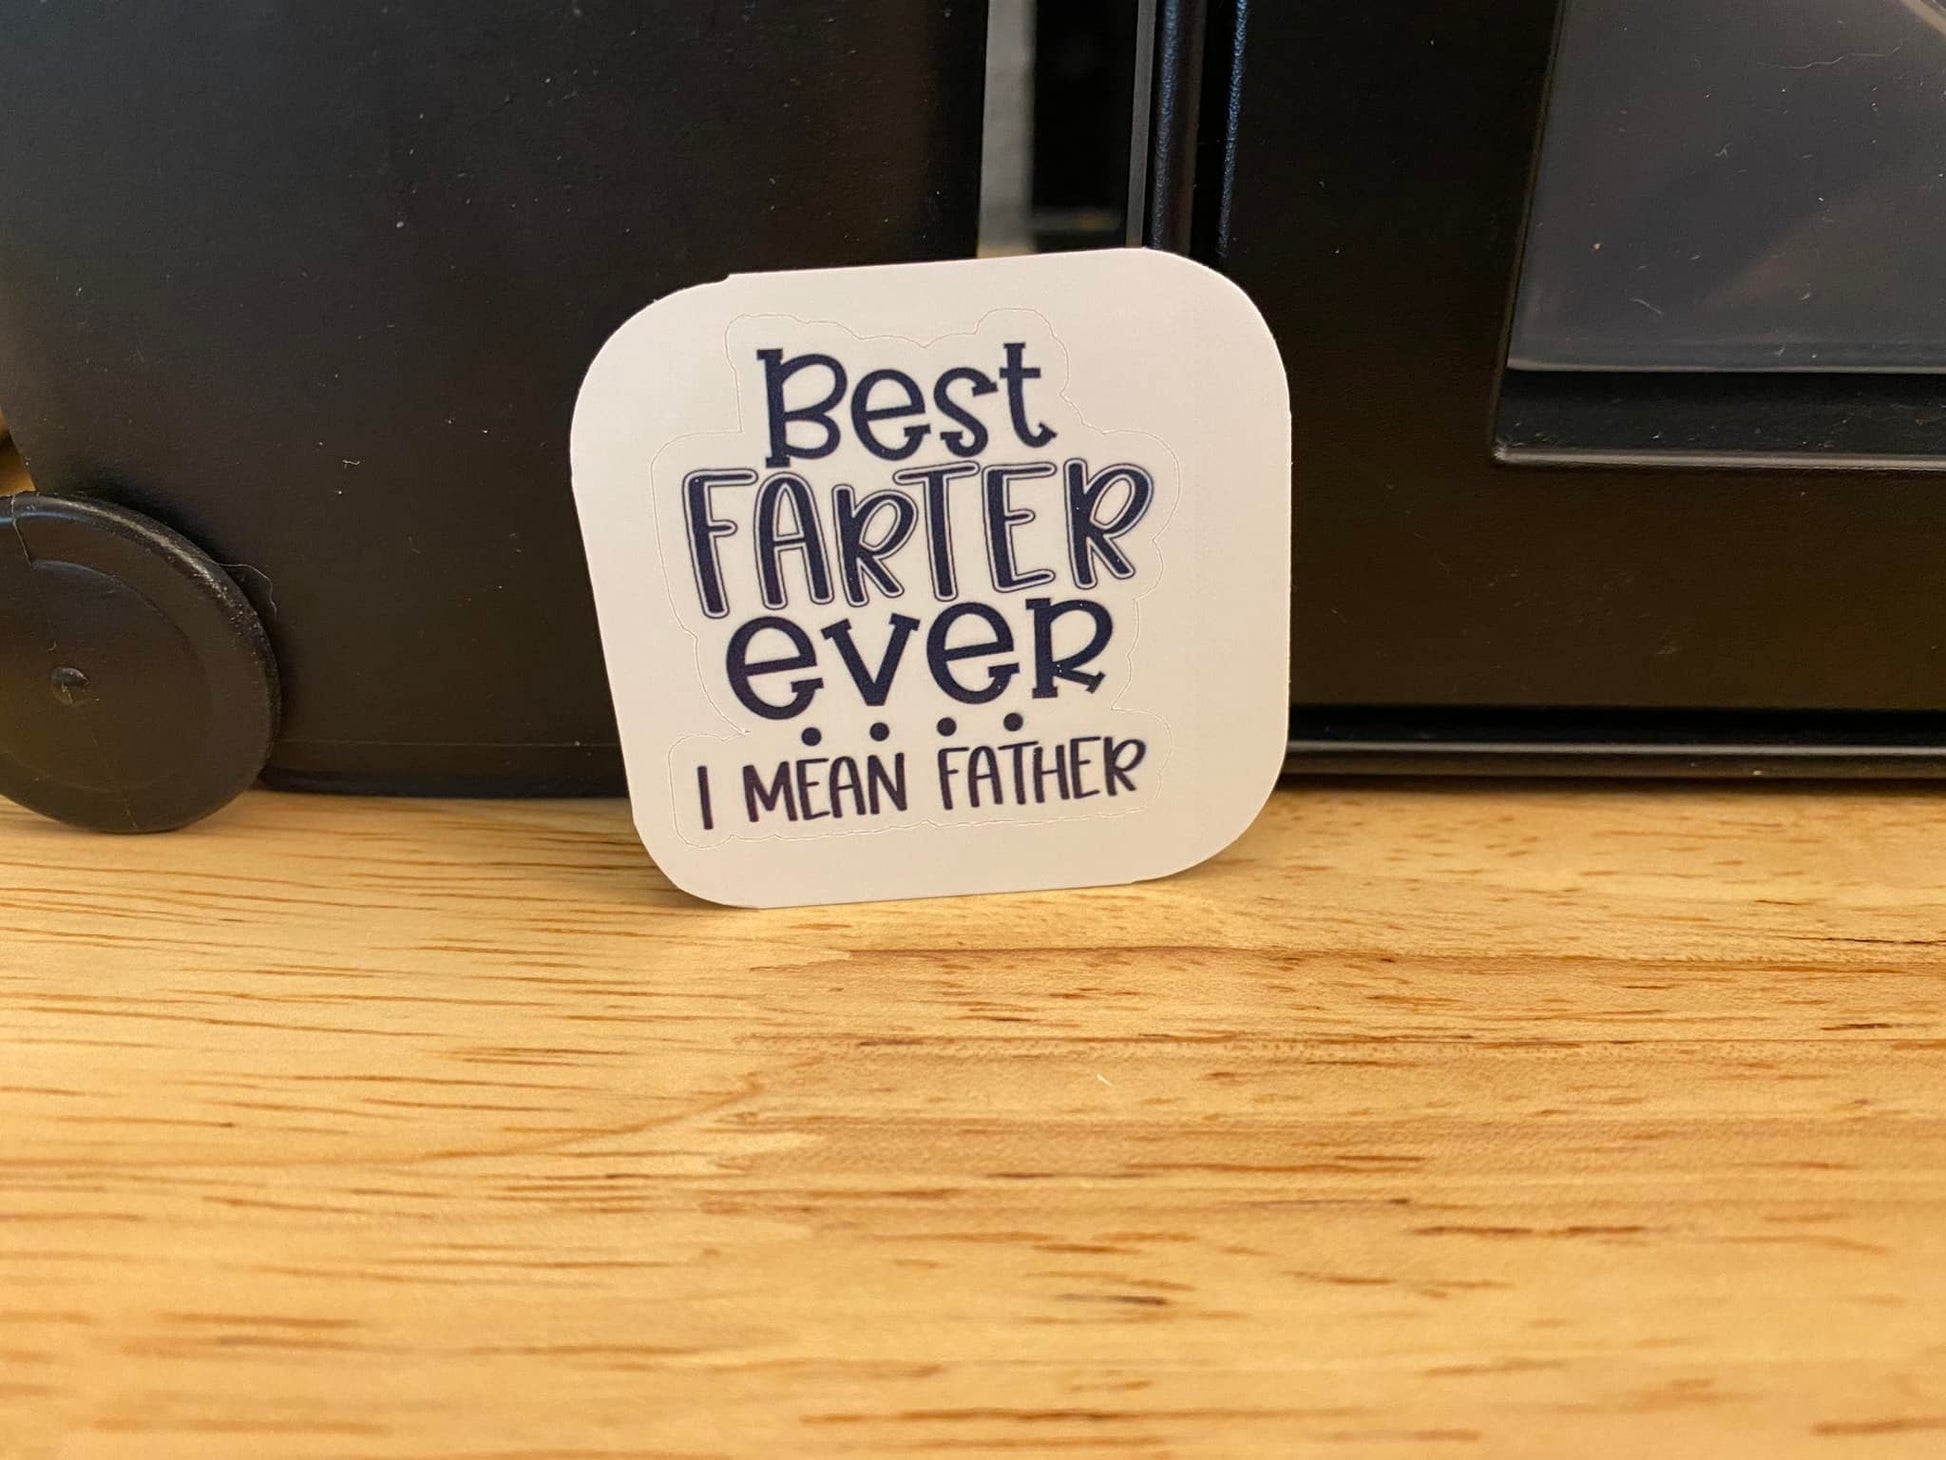 Best
FARTER
ever
....
I MEAN FATHER